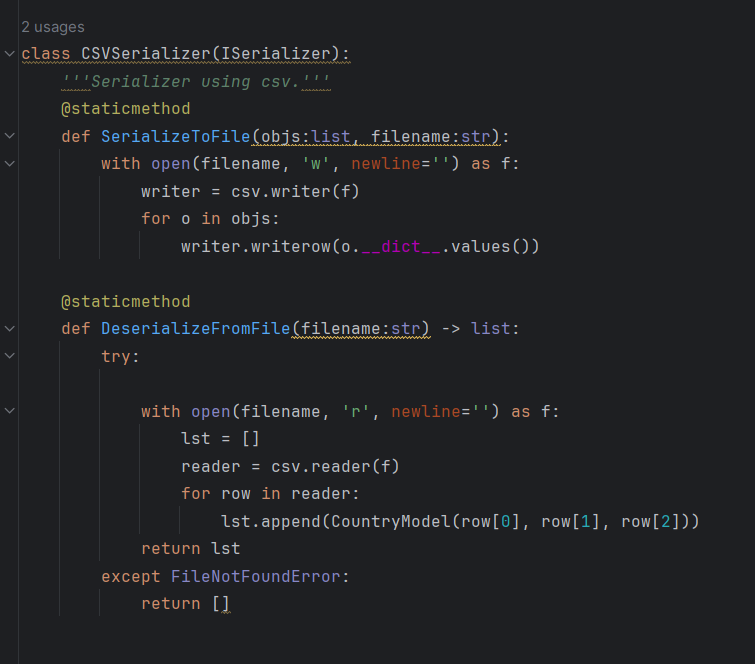 2 usages
class CSVSerializer(ISerializer):
    '''Serializer using csv.'''
    @staticmethod
    def SerializeToFile(objs:list, filename:str):
        with open(filename, 'w', newline='') as f:
            writer = csv.writer(f)
            for o in objs:
                writer.writerow(o.__dict__.values())

    @staticmethod
    def DeserializeFromFile(filename:str) -> list:
        try:

            with open(filename, 'r', newline='') as f:
                lst = []
                reader = csv.reader(f)
                for row in reader:
                    lst.append(CountryModel(row[0], row[1], row[2]))
            return lst
        except FileNotFoundError:
            return []